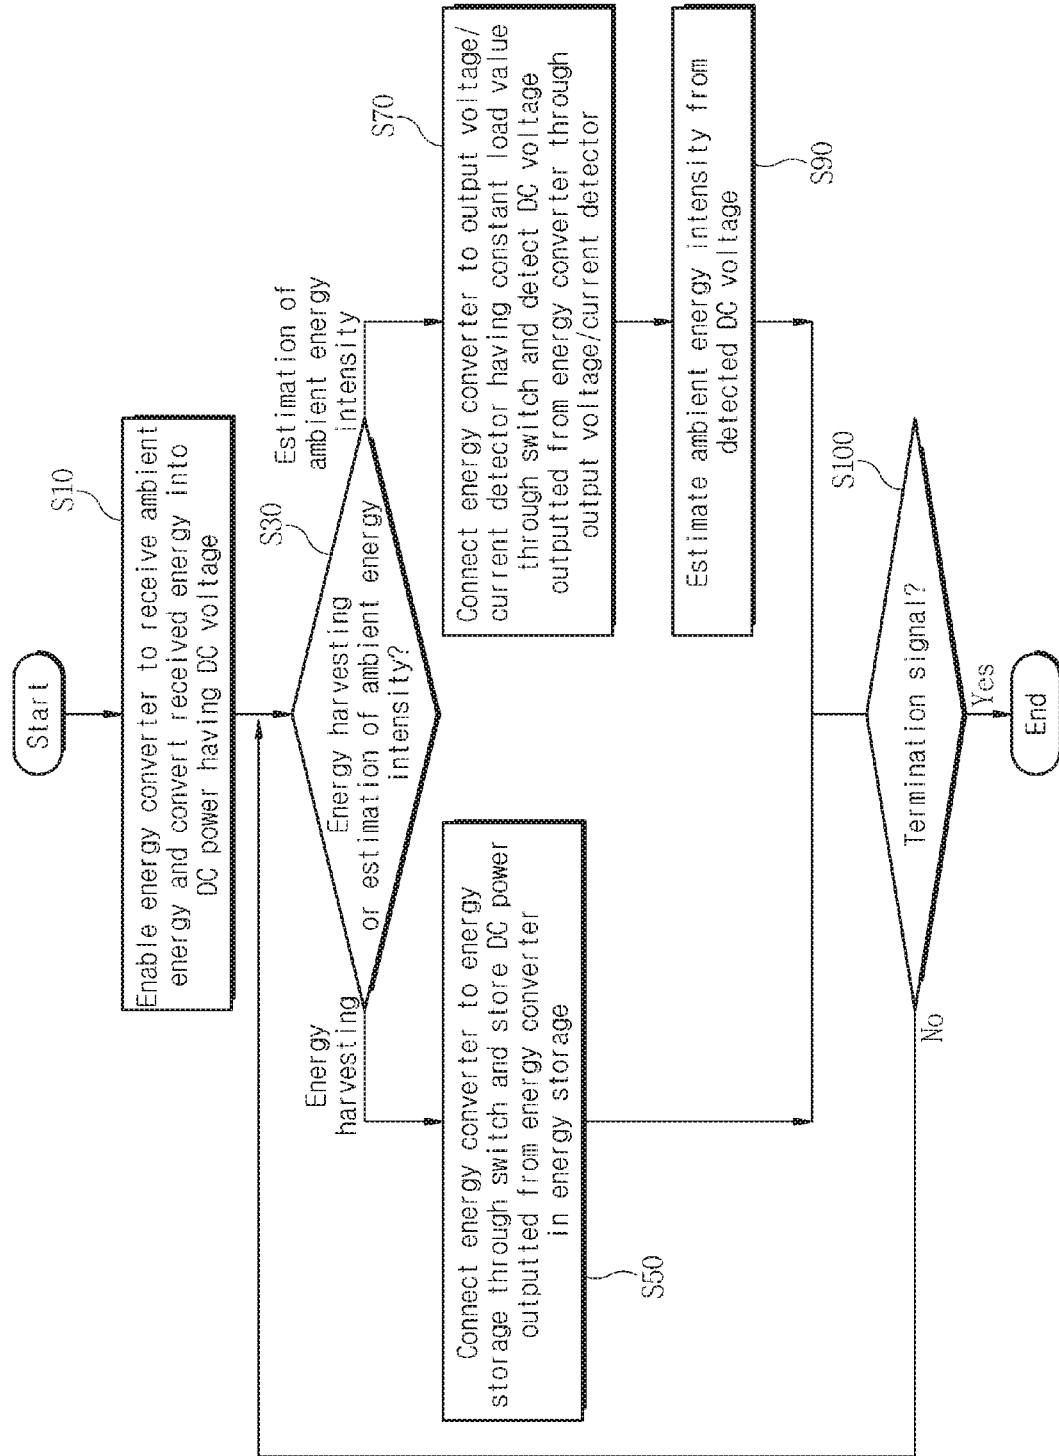 Start
S10
Enable energy converter to receive ambient
energy and convert received energy into
DC power having DC voltage
S30
Energy harvesting
or estimation of ambient energy
intensity?
Energy
harvesting
Estimation of
ambient energy
intensity
Connect energy converter to energy
storage through switch and store DC power
outputted from energy converter
in energy storage
S50
S70
Connect energy converter to output voltage/
current detector having constant load value
through switch and detect DC voltage
outputted from energy converter through
output voltage/current detector
Estimate ambient energy intensity from
detected DC voltage
S90
S100
Termination signal?
No
Yes
End